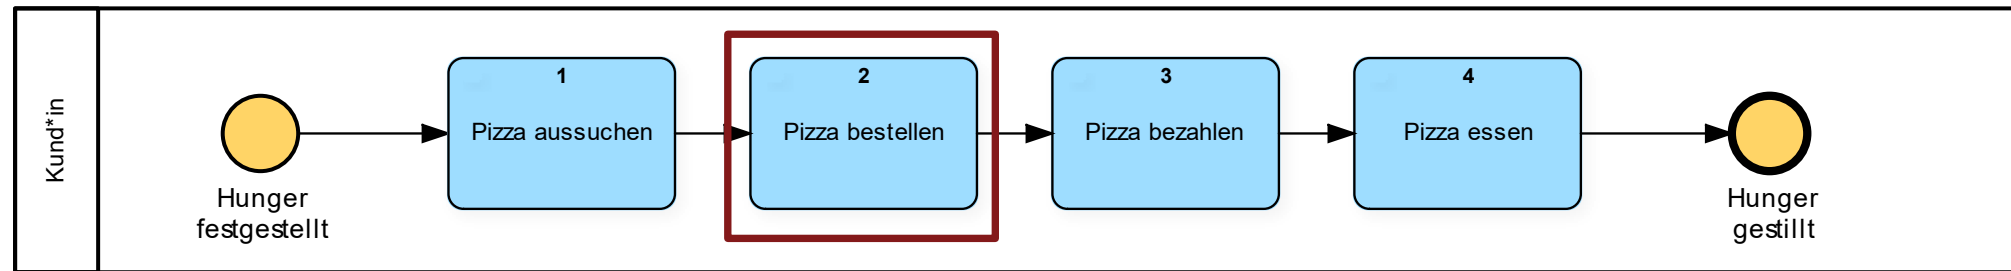 Kund*in
Hunger
festgestellt
1
Pizza aussuchen
2
Pizza bestellen
3
Pizza bezahlen
4
Pizza essen
Hunger
gestillt